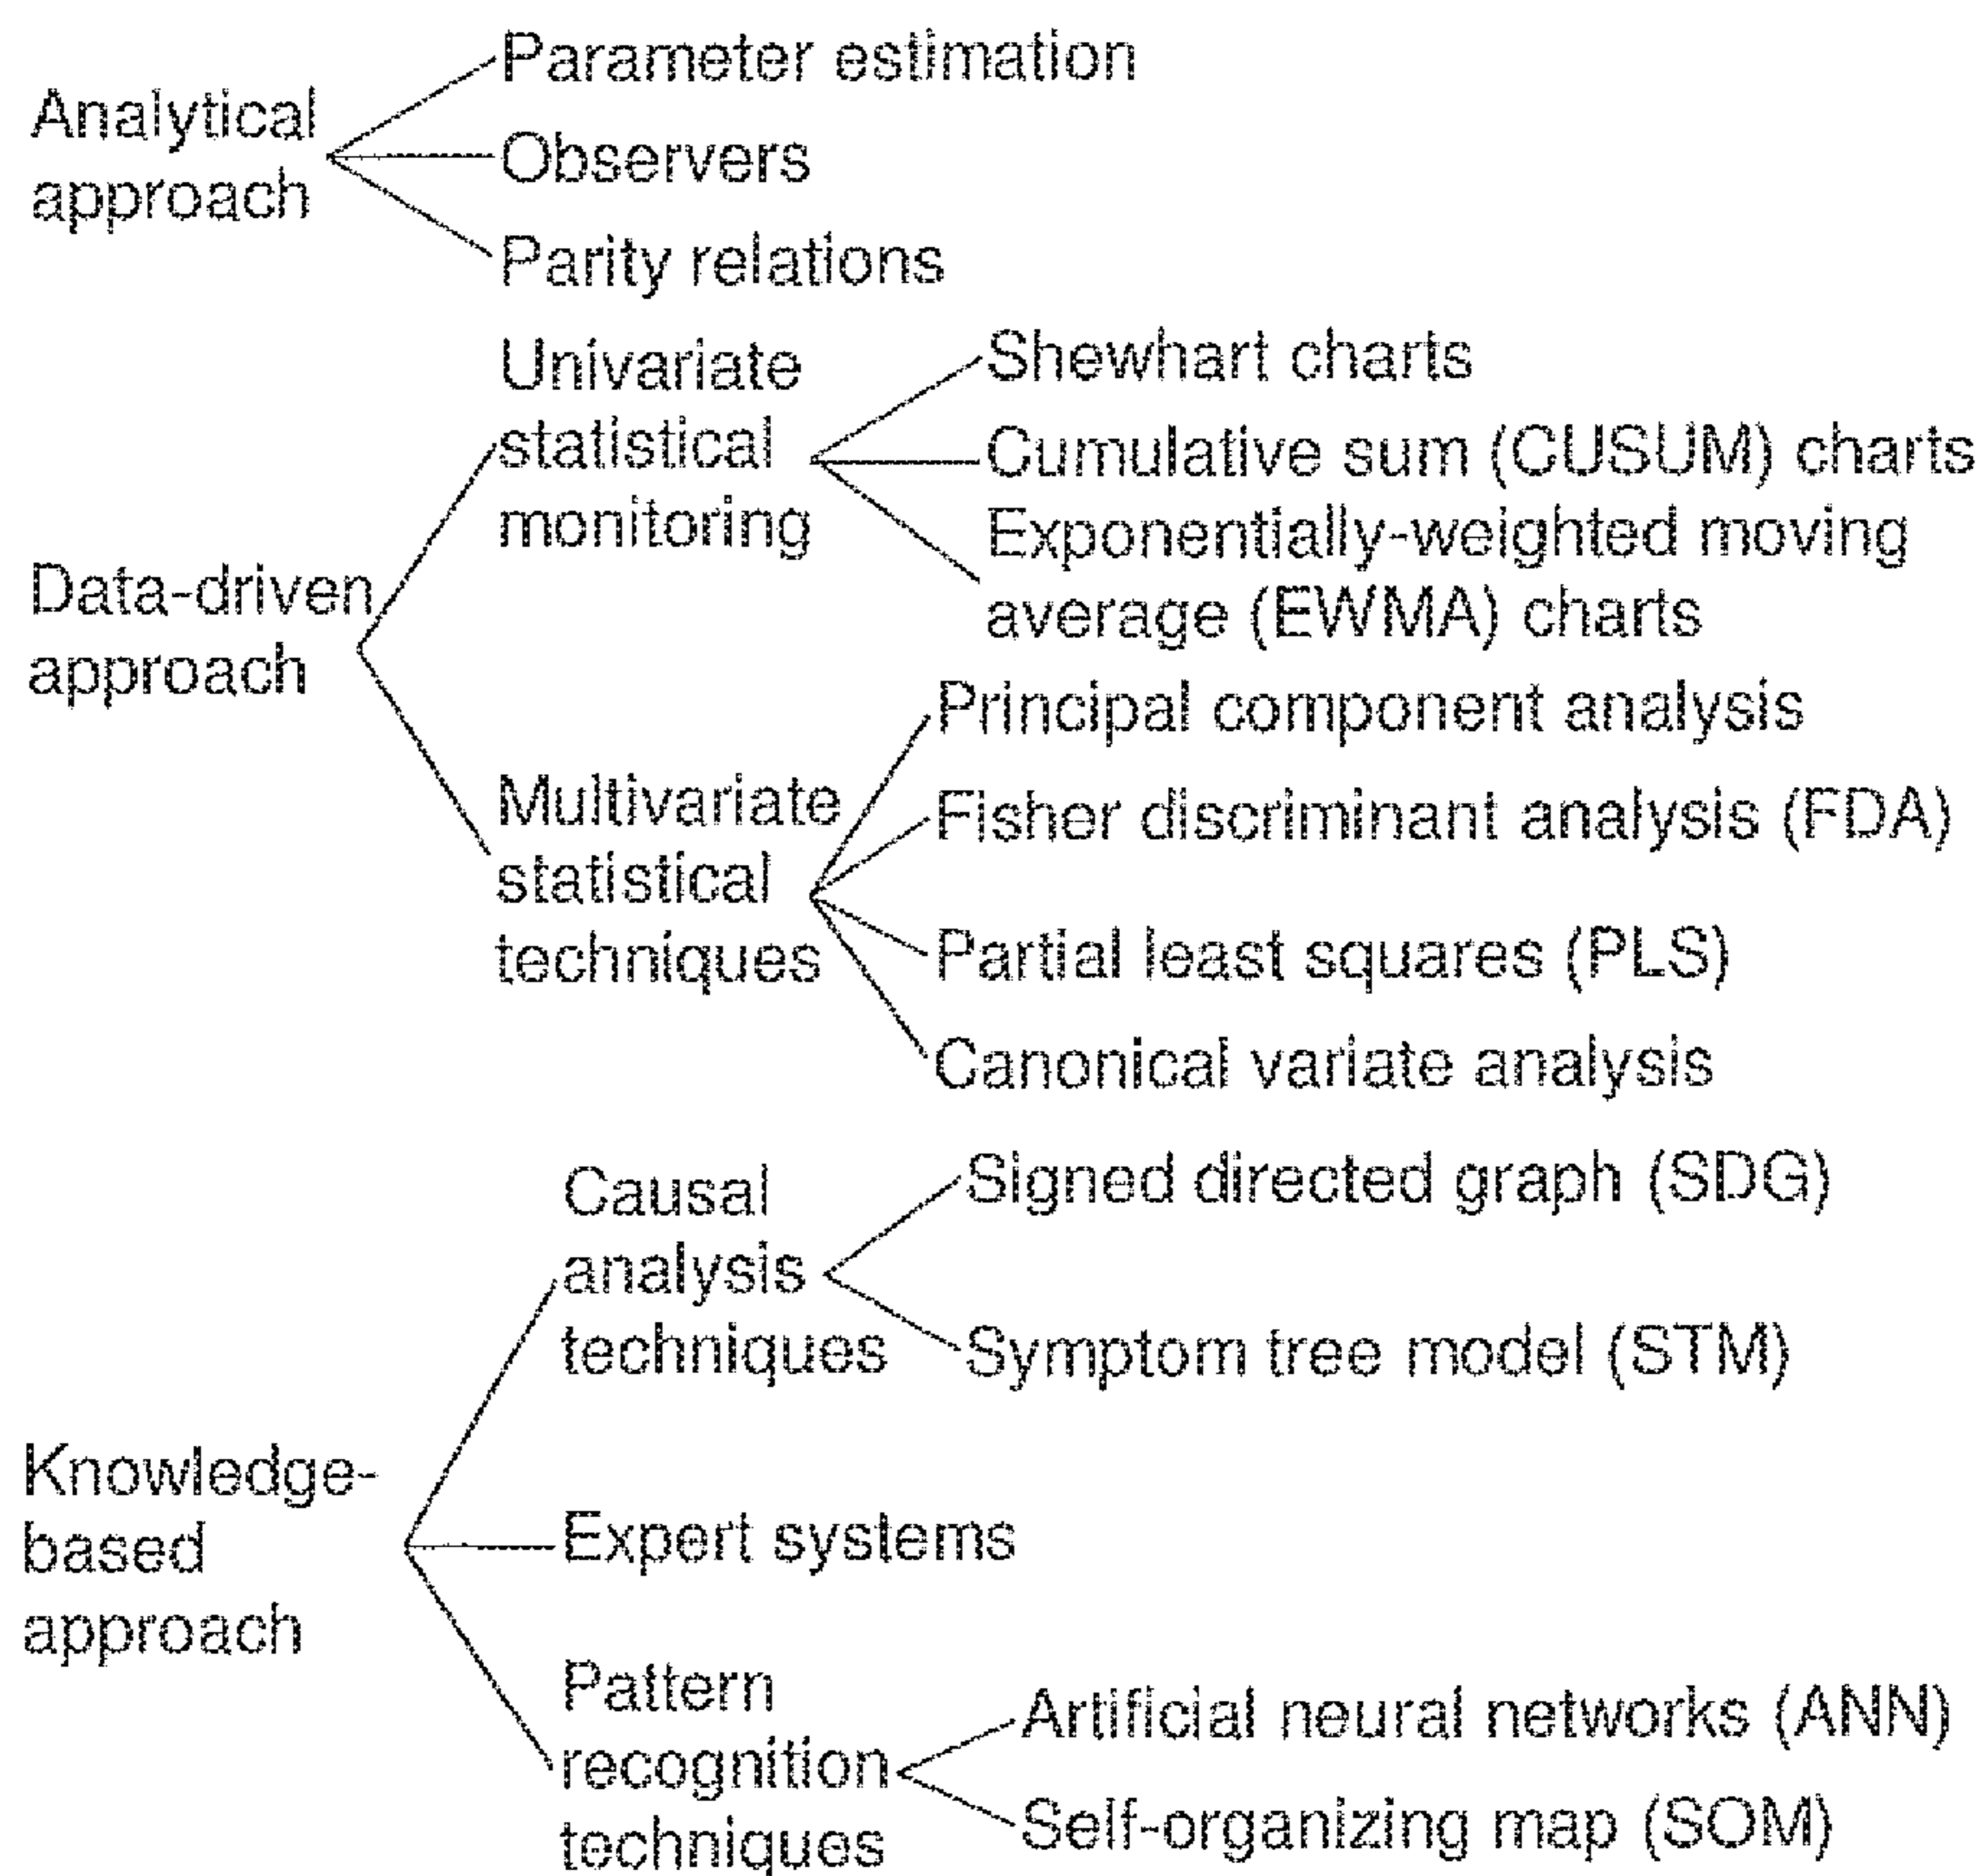 Analytical
approach
Parameter estimation
Observers
Parity relations
Data-driven
approach
Univariate
statistical
monitoring
Shewhart charts
Cumulative sum (CUSUM) charts
Exponentially-weighted moving
average (EWMA) charts
Multivariate
statistical
techniques
Principal component analysis
Fisher discriminant analysis (FDA)
Partial least squares (PLS)
Canonical variate analysis
Knowledge-
based
approach
Causal
analysis
techniques
Signed directed graph (SDG)
Symptom tree model (STM)
Expert systems
Pattern
recognition
techniques
Artificial neural networks (ANN)
Self-organizing map (SOM)